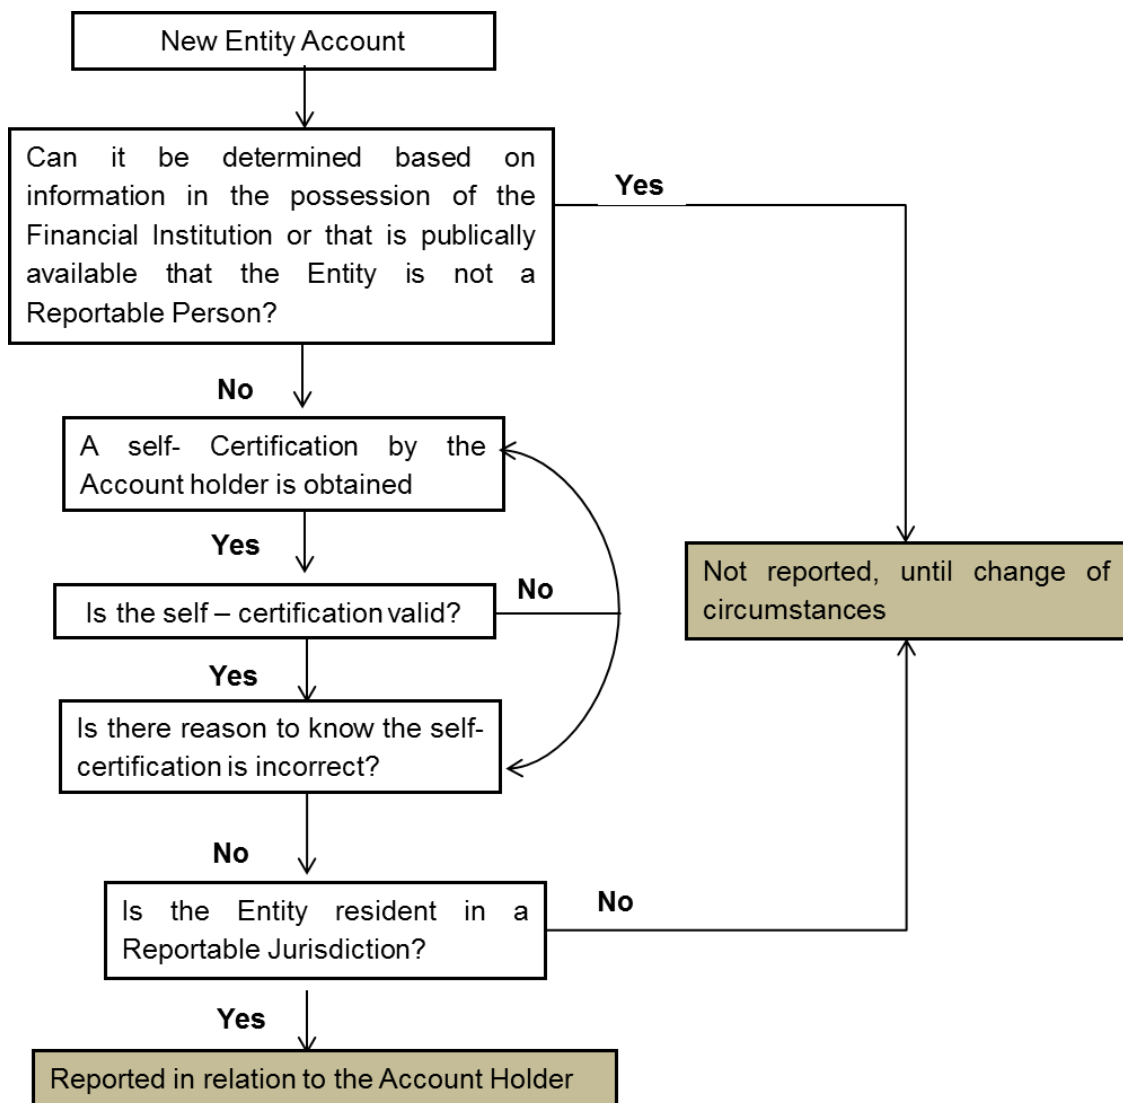 New Entity Account
Can it be determined based on
information in the possession of the
Financial Institution or that is publically
available that the Entity is not a
Reportable Person?
Yes
No
A self- Certification by the
Account holder is obtained
Yes
Not reported, until change of
circumstances
Is the self – certification valid?
No
Yes
Is there reason to know the self-
certification is incorrect?
No
Is the Entity resident in a
Reportable Jurisdiction?
No
Yes
Reported in relation to the Account Holder